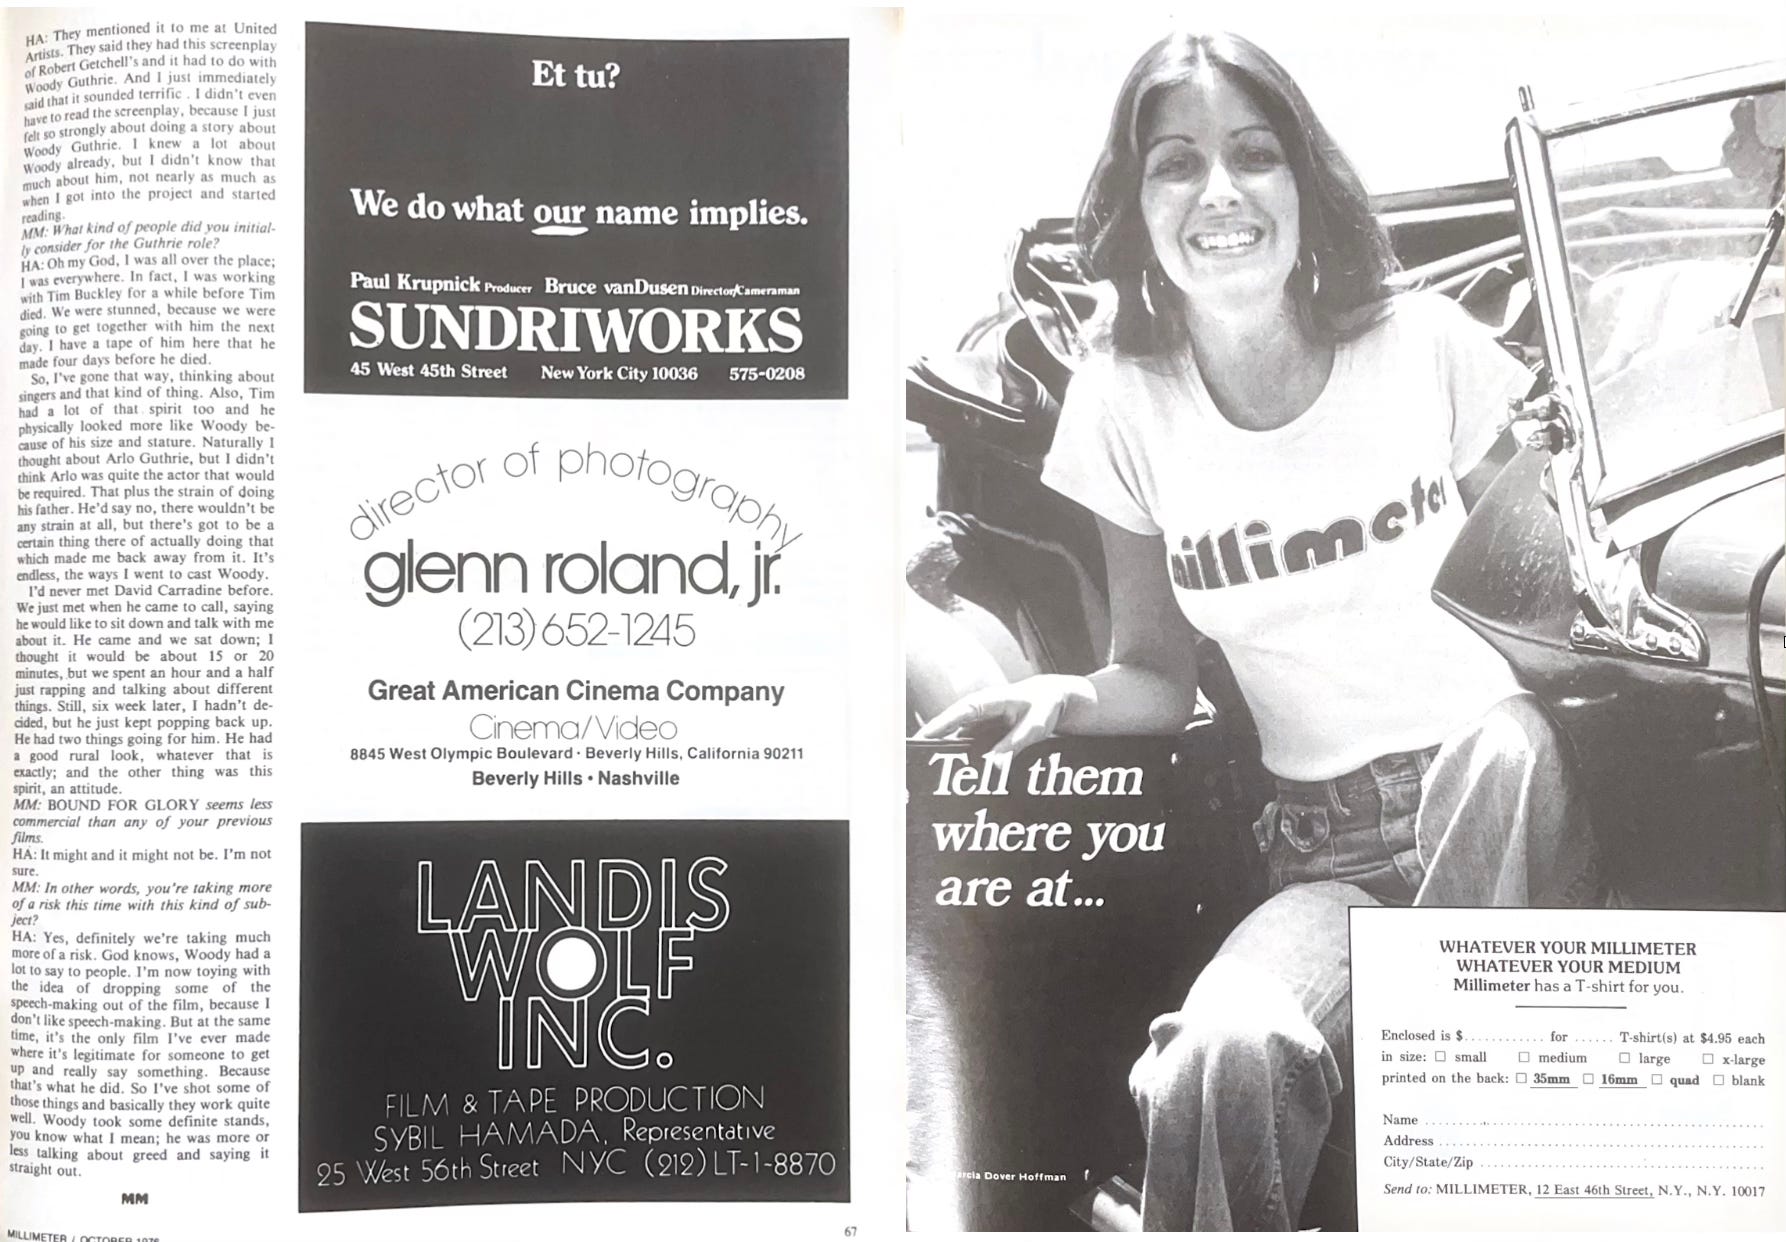 HA: They mentioned it to me at United
Artists. They said they had this screenplay
of Robert Getchell's and it had to do with
Woody Guthrie. And I just immediately
said that it sounded terrific . I didn't even
have to read the screenplay, because I just
felt so strongly about doing a story about
Woody Guthrie. I knew a lot about
Woody already, but I didn't know that
much about him, not nearly as much as
when I got into the project and started
reading.
MM: What kind of people did you initial-
ly consider for the Guthrie role?
HA: Oh my God, I was all over the place;
I was everywhere. In fact, I was working
with Tim Buckley for a while before Tim
died. We were stunned, because we were
going to get together with him the next
day. I have a tape of him here that he
made four days before he died.
So, I've gone that way, thinking about
singers and that kind of thing. Also, Tim
had a lot of that spirit too and he
physically looked more like Woody be-
cause of his size and stature. Naturally I
thought about Arlo Guthrie, but I didn't
think Arlo was quite the actor that would
be required. That plus the strain of doing
his father. He'd say no, there wouldn't be
any strain at all, but there's got to be a
certain thing there of actually doing that
which made me back away from it. It's
endless, the ways I went to cast Woody.
I'd never met David Carradine before.
We just met when he came to call, saying
he would like to sit down and talk with me
about it. He came and we sat down; I
thought it would be about 15 or 20
minutes, but we spent an hour and a half
just rapping and talking about different
things. Still, six week later, I hadn't de-
cided, but he just kept popping back up.
He had two things going for him. He had
a good rural look, whatever that is
exactly; and the other thing was this
spirit, an attitude.
MM: BOUND FOR GLORY seems less
commercial than any of your previous
films.
HA: It might and it might not be. I'm not
sure.
MM: In other words, you're taking more
of a risk this time with this kind of sub-
ject?
HA: Yes, definitely we're taking much
more of a risk. God knows, Woody had a
lot to say to people. I'm now toying with
the idea of dropping some of the
speech-making out of the film, because I
don't like speech-making. But at the same
time, it's the only film I've ever made
where it's legitimate for someone to get
up and really say something. Because
that's what he did. So I've shot some of
those things and basically they work quite
well. Woody took some definite stands,
you know what I mean; he was more or
less talking about greed and saying it
straight out.
MM
MILLIMETER / OCTOBER 1976
Et tu?
We do what our name implies.
Paul Krupnick Producer Bruce vanDusen Director/Cameraman
SUNDRIWORKS
45 West 45th Street New York City 10036 575-0208
director of photography
glenn roland, jr.
(213) 652-1245
Great American Cinema Company
Cinema/Video
8845 West Olympic Boulevard · Beverly Hills, California 90211
Beverly Hills • Nashville
LANDIS
WOLF
INC.
FILM & TAPE PRODUCTION
SYBIL HAMADA, Representative
25 West 56th Street NYC (212) LT-1-8870
67
millimeter
Tell them
where you
are at...
Dover Hoffman
WHATEVER YOUR MILLIMETER
WHATEVER YOUR MEDIUM
Millimeter has a T-shirt for you.
Enclosed is $ for T-shirt(s) at $4.95 each
in size: ☐ small ☐ medium ☐ large ☐ x-large
printed on the back: ☐ 35mm ☐ 16mm ☐ quad ☐ blank
Name
Address
City/State/Zip
Send to: MILLIMETER, 12 East 46th Street, N.Y., N.Y. 10017